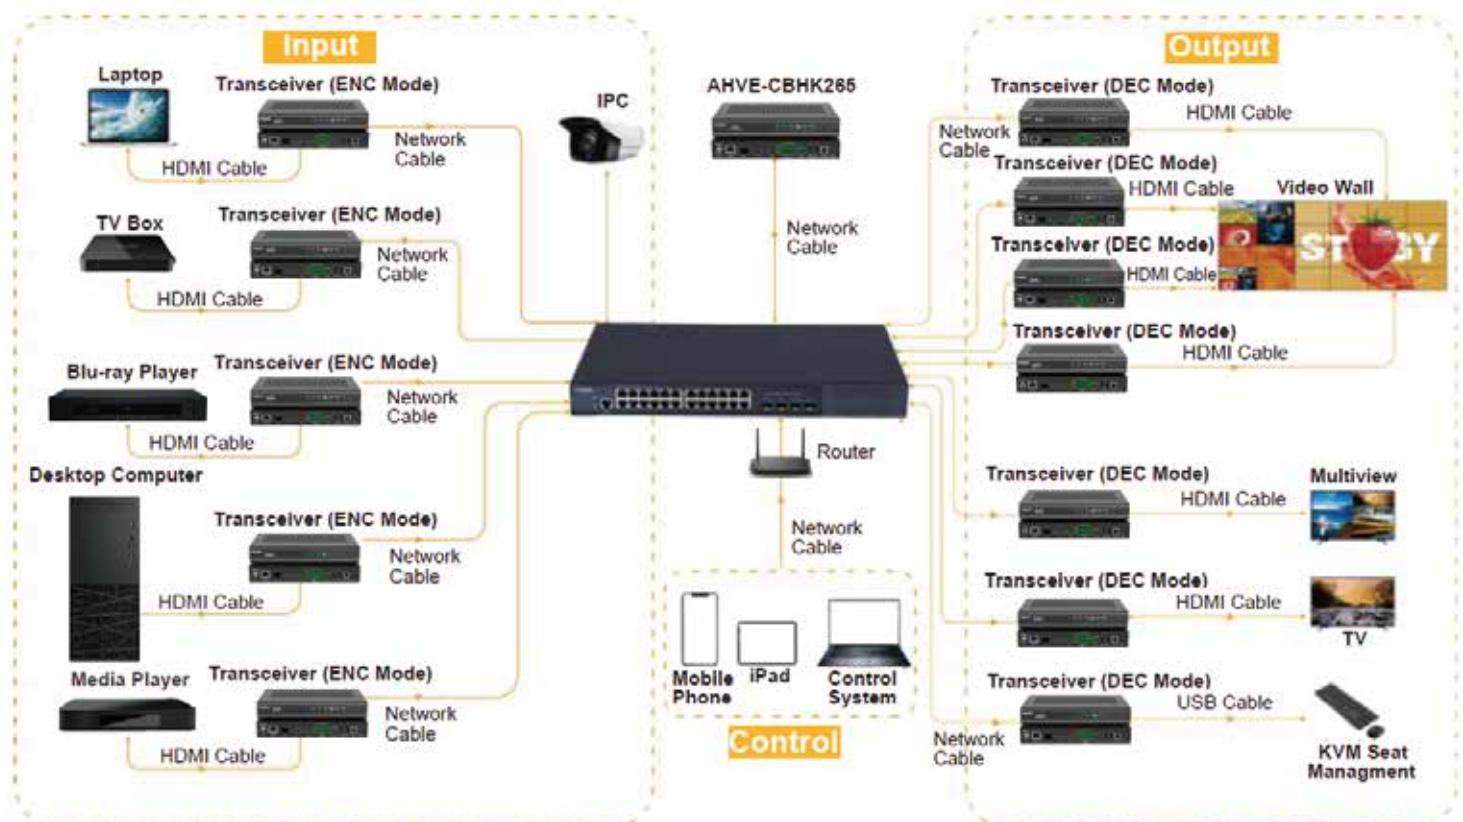 Input
Laptop
Transceiver (ENC Mode)
Network
Cable
HDMI Cable
IPC
TV Box
Transceiver (ENC Mode)
Network
Cable
HDMI Cable
Blu-ray Player
Transceiver (ENC Mode)
Network
Cable
HDMI Cable
Desktop Computer
Transceiver (ENC Mode)
Network
Cable
HDMI Cable
Media Player
Transceiver (ENC Mode)
Network
Cable
HDMI Cable
AHVE-CBHK265
Network
Cable
Router
Network
Cable
Mobile
Phone
iPad
Control
System
Control
Output
Transceiver (DEC Mode)
HDMI Cable
Network
Cable
Transceiver (DEC Mode)
HDMI Cable
Video Wall
Transceiver (DEC Mode)
HDMI Cable
Transceiver (DEC Mode)
HDMI Cable
Transceiver (DEC Mode)
HDMI Cable
Multiview
Transceiver (DEC Mode)
HDMI Cable
TV
Transceiver (DEC Mode)
USB Cable
Network
Cable
KVM Seat
Managment